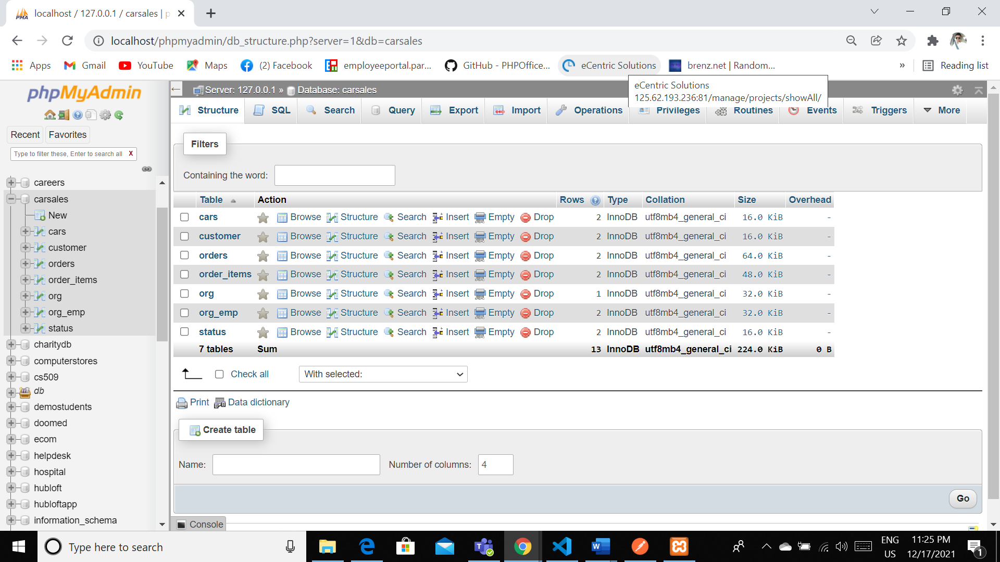 localhost / 127.0.0.1 / carsales | p
localhost/phpmyadmin/db_structure.php?server=1&db=carsales
Apps Gmail YouTube Maps (2) Facebook employeeportal.par... GitHub - PHPOffice... eCentric Solutions brenz.net | Random... » Reading list
eCentric Solutions
125.62.193.236:81/manage/projects/showAll/
phpMyAdmin
Recent Favorites
Type to filter these, Enter to search all X
careers
carsales
New
cars
customer
orders
order_items
org
org_emp
status
charitydb
computerstores
cs509
db
demostudents
doomed
ecom
helpdesk
hospital
hubloft
hubloftapp
information_schema
Server: 127.0.0.1 » Database: carsales
Structure SQL Search Query Export Import Operations Privileges Routines Events Triggers More
Filters
Containing the word:
Table Action Rows Type Collation Size Overhead
cars Browse Structure Search Insert Empty Drop 2 InnoDB utf8mb4_general_ci 16.0 KiB -
customer Browse Structure Search Insert Empty Drop 2 InnoDB utf8mb4_general_ci 16.0 KiB -
orders Browse Structure Search Insert Empty Drop 2 InnoDB utf8mb4_general_ci 64.0 KiB -
order_items Browse Structure Search Insert Empty Drop 2 InnoDB utf8mb4_general_ci 48.0 KiB -
org Browse Structure Search Insert Empty Drop 1 InnoDB utf8mb4_general_ci 32.0 KiB -
org_emp Browse Structure Search Insert Empty Drop 2 InnoDB utf8mb4_general_ci 32.0 KiB -
status Browse Structure Search Insert Empty Drop 2 InnoDB utf8mb4_general_ci 16.0 KiB -
7 tables Sum 13 InnoDB utf8mb4_general_ci 224.0 KiB 0 B
Check all With selected:
Print Data dictionary
Create table
Name: Number of columns: 4
Go
Console
Type here to search
ENG
US
11:25 PM
12/17/2021
1